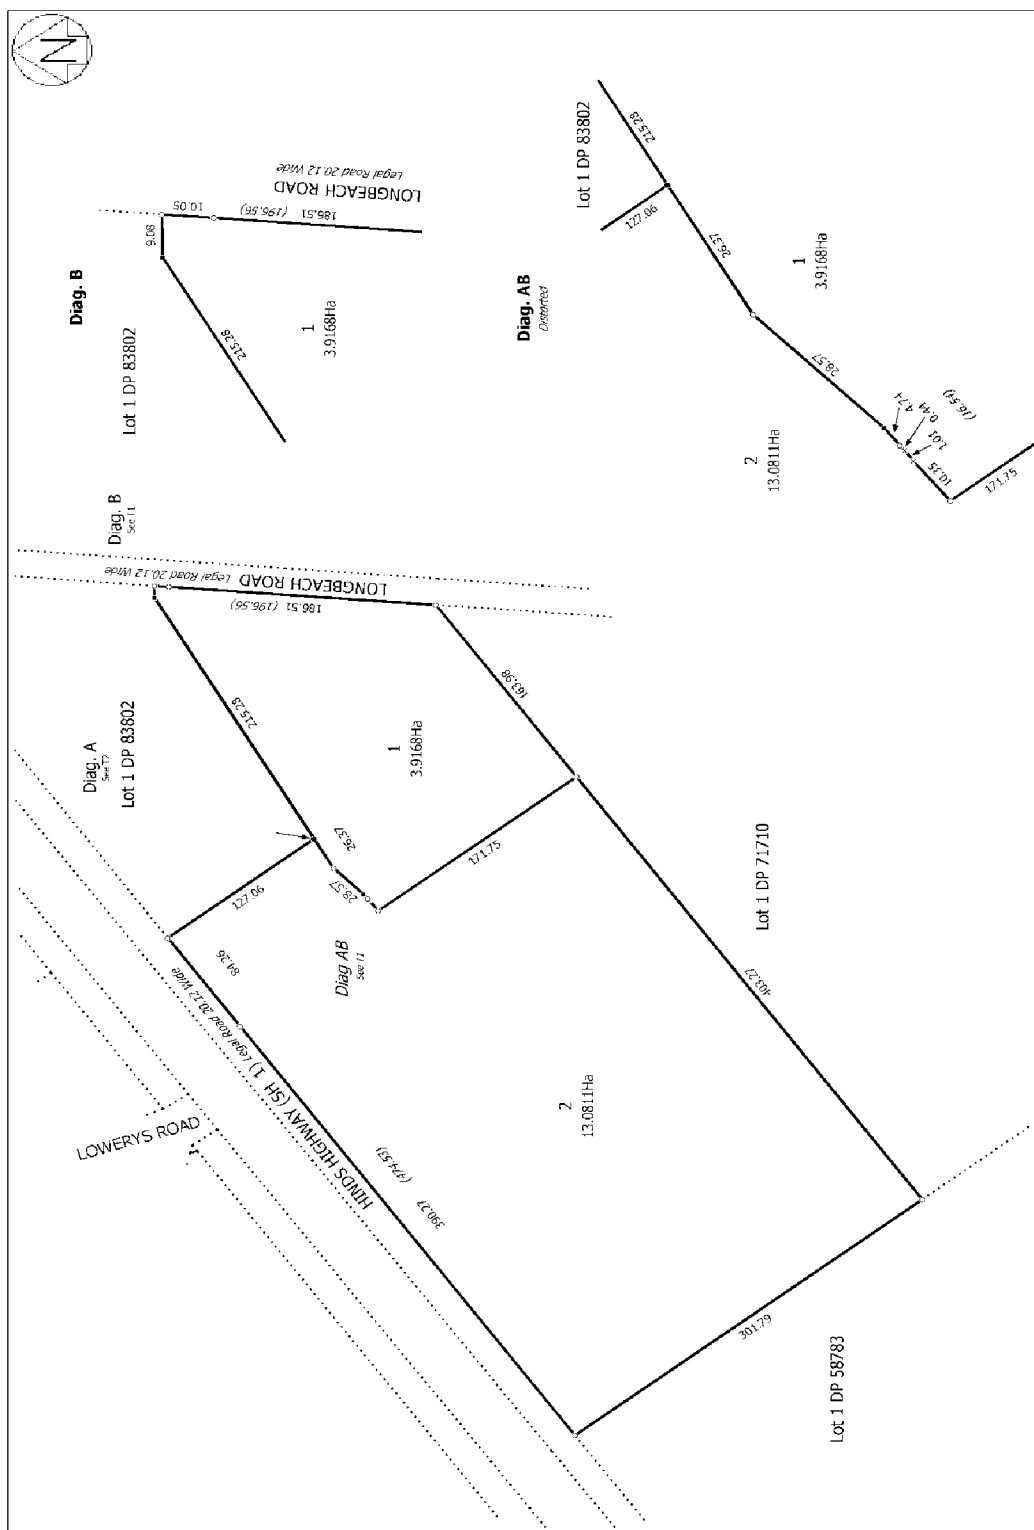 N
LONGBEACH ROAD
Legal Road 20.12 Wide
10.05
186.51 (196.56)
9.08
Diag. B
215.28
Lot 1 DP 83802
1
3.9168Ha
Lot 1 DP 83802
215.28
127.06
26.37
1
3.9168Ha
Diag. AB
Distorted
28.57
4.74
0.44
(16.54)
1.01
10.35
171.75
2
13.0811Ha
Diag. B
See T1
LONGBEACH ROAD Legal Road 20.12 Wide
186.51 (196.56)
Diag. A
See T2
Lot 1 DP 83802
215.28
163.98
1
3.9168Ha
26.37
28.57
127.06
171.75
84.26
Diag AB
See T1
Lot 1 DP 71710
403.27
HINDS HIGHWAY (SH 1) Legal Road 20.12 Wide
LOWERYS ROAD
(474.53)
390.27
2
13.0811Ha
301.79
Lot 1 DP 58783